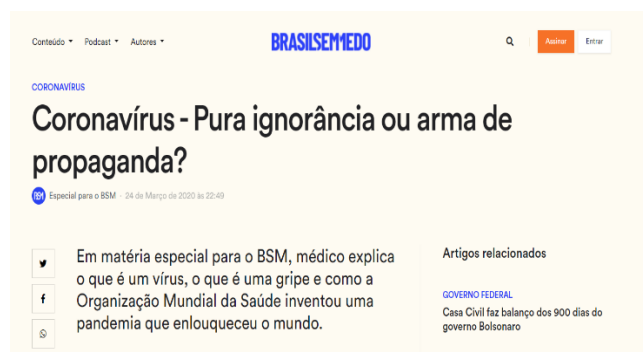 Conteúdo Podcast Autores BRASILSEM1EDO Assinar Entrar
CORONAVÍRUS
Coronavírus - Pura ignorância ou arma de
propaganda?
Especial para o BSM - 24 de Março de 2020 às 22:49
Em matéria especial para o BSM, médico explica
o que é um vírus, o que é uma gripe e como a
Organização Mundial da Saúde inventou uma
pandemia que enlouqueceu o mundo.
Artigos relacionados
GOVERNO FEDERAL
Casa Civil faz balanço dos 900 dias do
governo Bolsonaro